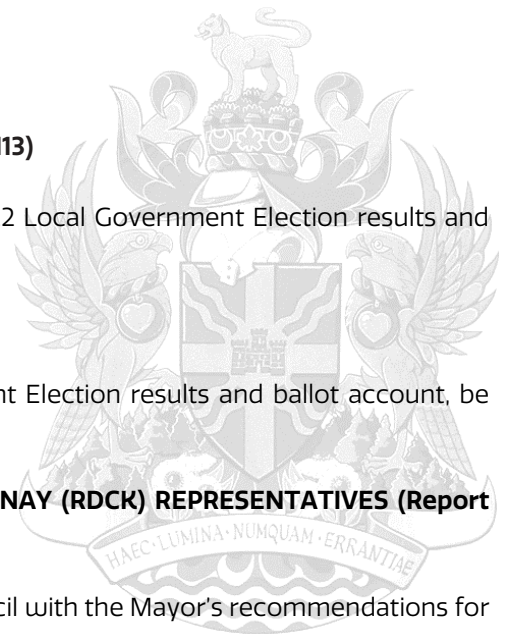 113)
2 Local Government Election results and
nt Election results and ballot account, be
NAY (RDCK) REPRESENTATIVES (Report
HAEC · LUMINA · NUMQUAM · ERRANTIAE
cil with the Mayor's recommendations for